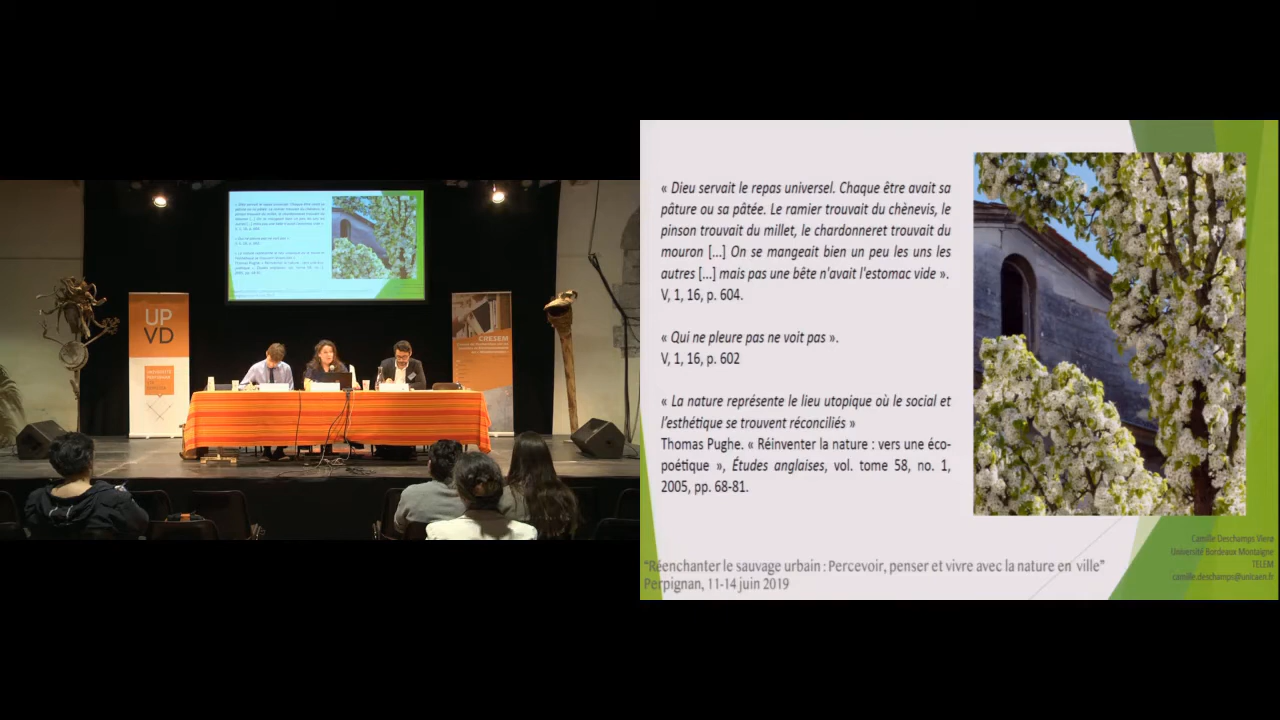 UP
VD
CRESEM
« Dieu servait le repas universel. Chaque être avait sa
pâture ou sa pâtée. Le ramier trouvait du chènevis, le
pinson trouvait du millet, le chardonneret trouvait du
mouron [...] On se mangeait bien un peu les uns les
autres [...] mais pas une bête n'avait l'estomac vide ».
V, 1, 16, p. 604.
« Qui ne pleure pas ne voit pas ».
V, 1, 16, p. 602
« La nature représente le lieu utopique où le social et
l'esthétique se trouvent réconciliés »
Thomas Pughe. « Réinventer la nature : vers une éco-
poétique », Études anglaises, vol. tome 58, no. 1,
2005, pp. 68-81.
"Réenchanter le sauvage urbain : Percevoir, penser et vivre avec la nature en ville"
Perpignan, 11-14 juin 2019
Camille Deschamps Vierø
Université Bordeaux Montaigne
TELEM
camille.deschamps@unicaen.fr